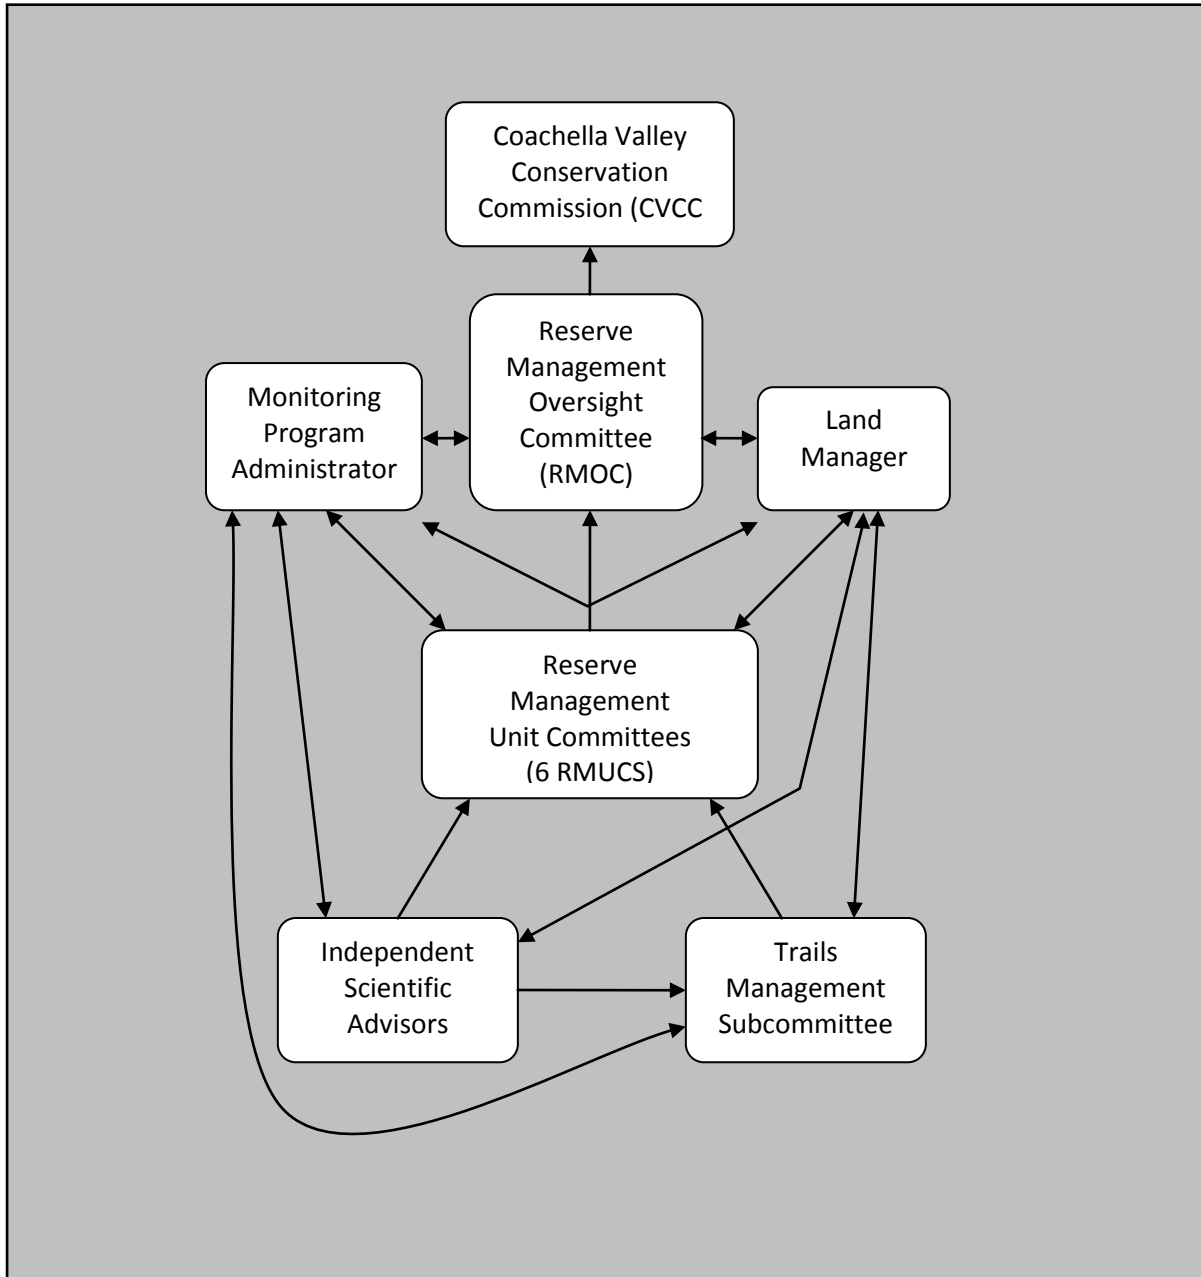 Coachella Valley
Conservation
Commission (CVCC
Reserve
Management
Oversight
Committee
(RMOC)
Monitoring
Program
Administrator
Land
Manager
Reserve
Management
Unit Committees
(6 RMUCS)
Independent
Scientific
Advisors
Trails
Management
Subcommittee